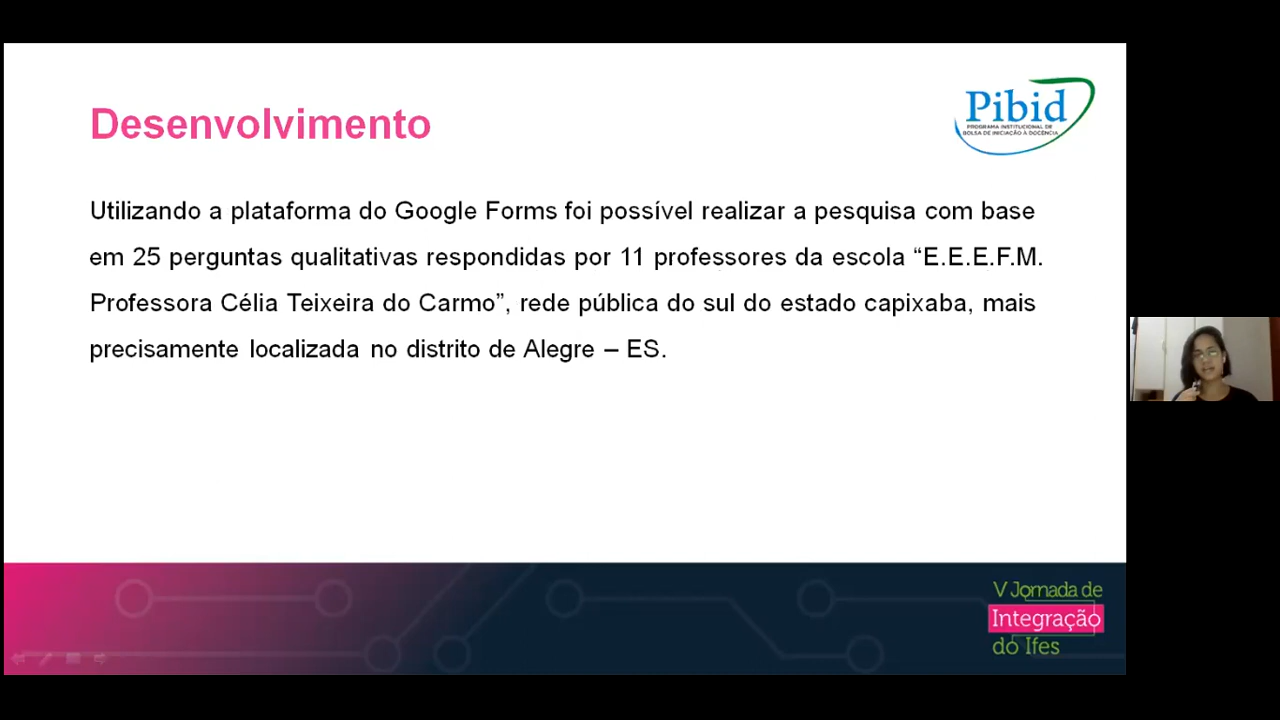 Desenvolvimento
Pibid
PROGRAMA INSTITUCIONAL DE
BOLSA DE INICIAÇÃO À DOCÊNCIA
Utilizando a plataforma do Google Forms foi possível realizar a pesquisa com base
em 25 perguntas qualitativas respondidas por 11 professores da escola “E.E.E.F.M.
Professora Célia Teixeira do Carmo”, rede pública do sul do estado capixaba, mais
precisamente localizada no distrito de Alegre – ES.
V Jornada de
Integração
do Ifes